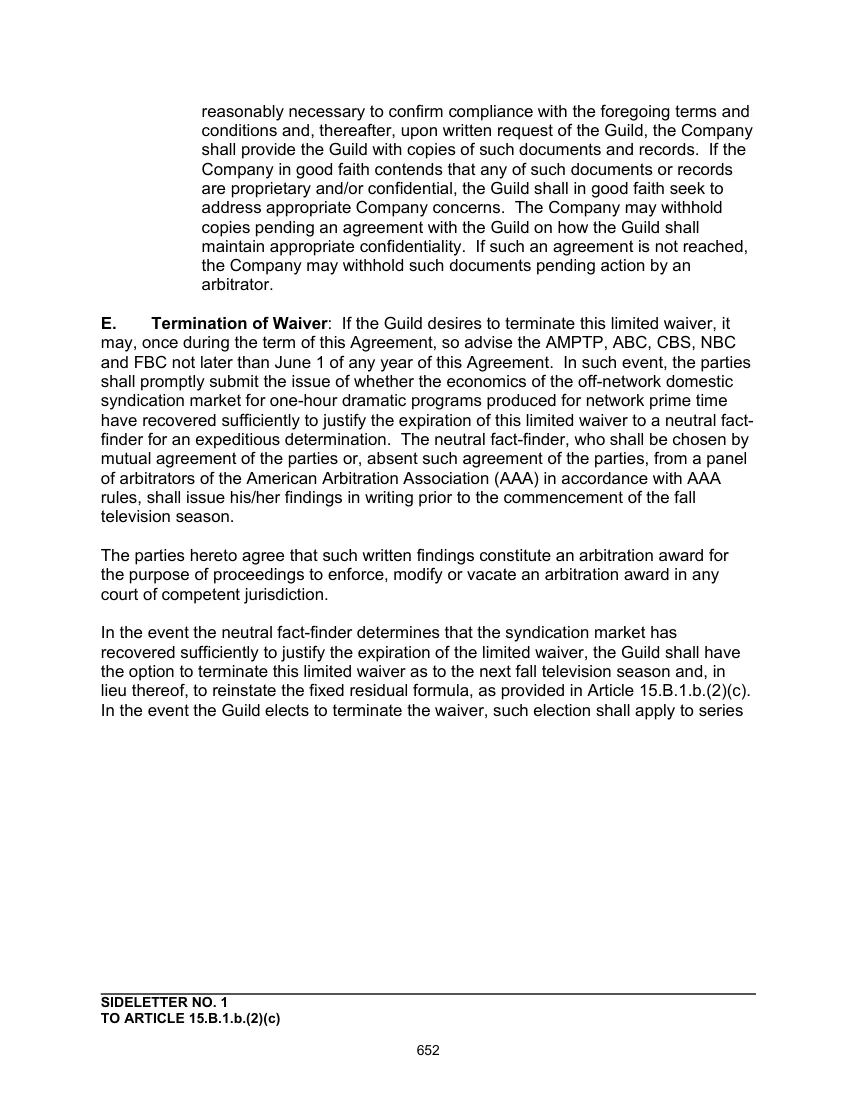 reasonably necessary to confirm compliance with the foregoing terms and
conditions and, thereafter, upon written request of the Guild, the Company
shall provide the Guild with copies of such documents and records.  If the
Company in good faith contends that any of such documents or records
are proprietary and/or confidential, the Guild shall in good faith seek to
address appropriate Company concerns.  The Company may withhold
copies pending an agreement with the Guild on how the Guild shall
maintain appropriate confidentiality.  If such an agreement is not reached,
the Company may withhold such documents pending action by an
arbitrator.
E. Termination of Waiver:  If the Guild desires to terminate this limited waiver, it
may, once during the term of this Agreement, so advise the AMPTP, ABC, CBS, NBC
and FBC not later than June 1 of any year of this Agreement.  In such event, the parties
shall promptly submit the issue of whether the economics of the off-network domestic
syndication market for one-hour dramatic programs produced for network prime time
have recovered sufficiently to justify the expiration of this limited waiver to a neutral fact-
finder for an expeditious determination.  The neutral fact-finder, who shall be chosen by
mutual agreement of the parties or, absent such agreement of the parties, from a panel
of arbitrators of the American Arbitration Association (AAA) in accordance with AAA
rules, shall issue his/her findings in writing prior to the commencement of the fall
television season.
The parties hereto agree that such written findings constitute an arbitration award for
the purpose of proceedings to enforce, modify or vacate an arbitration award in any
court of competent jurisdiction.
In the event the neutral fact-finder determines that the syndication market has
recovered sufficiently to justify the expiration of the limited waiver, the Guild shall have
the option to terminate this limited waiver as to the next fall television season and, in
lieu thereof, to reinstate the fixed residual formula, as provided in Article 15.B.1.b.(2)(c).
In the event the Guild elects to terminate the waiver, such election shall apply to series
SIDELETTER NO. 1
TO ARTICLE 15.B.1.b.(2)(c)
652